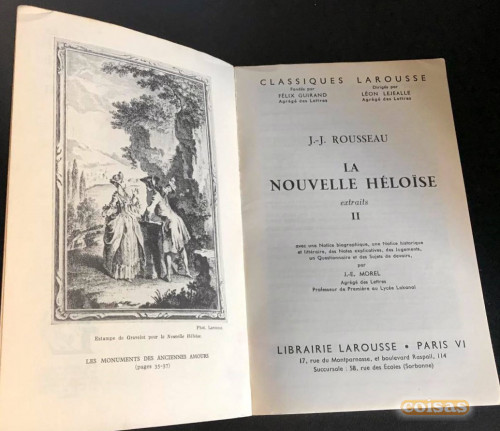 Phot. Larousse.
Estampe de Gravelot pour la Nouvelle Héloïse.
LES MONUMENTS DES ANCIENNES AMOURS
(pages 35-37)
CLASSIQUES LAROUSSE
Fondés par
FÉLIX GUIRAND
Agrégé des Lettres
Dirigés par
LÉON LEJEALLE
Agrégé des Lettres
J.-J. ROUSSEAU
LA
NOUVELLE HÉLOÏSE
extraits
II
avec une Notice biographique, une Notice historique
et littéraire, des Notes explicatives, des Jugements,
un Questionnaire et des Sujets de devoirs,
par
J.-E. MOREL
Agrégé des Lettres
Professeur de Première au Lycée Lakanal
LIBRAIRIE LAROUSSE • PARIS VI
17, rue du Montparnasse, et boulevard Raspail, 114
Succursale : 58, rue des Écoles (Sorbonne)
coisas